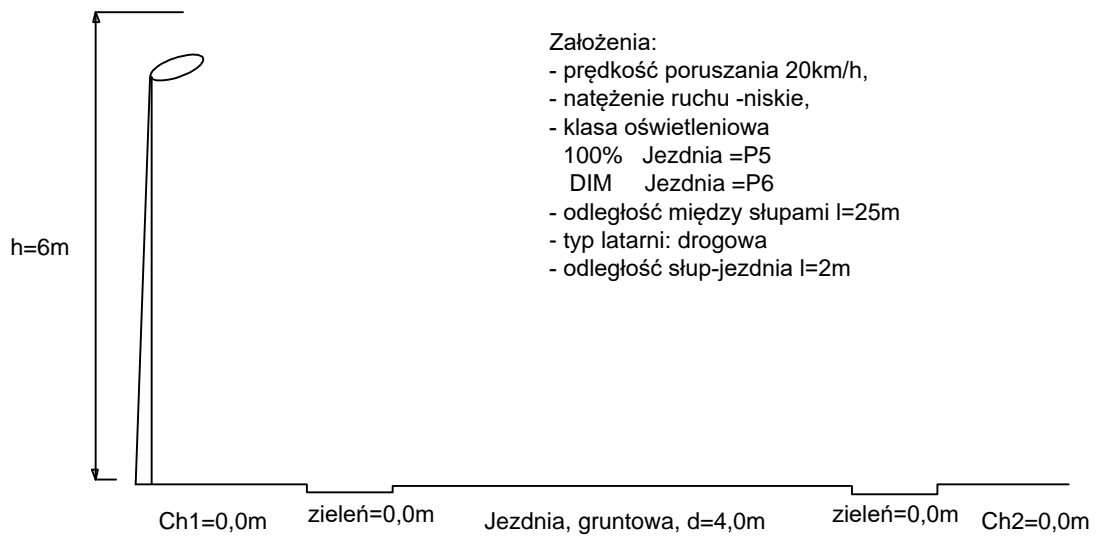 Założenia:
- prędkość poruszania 20km/h,
- natężenie ruchu -niskie,
- klasa oświetleniowa
100% Jezdnia =P5
DIM Jezdnia =P6
- odległość między słupami l=25m
- typ latarni: drogowa
- odległość słup-jezdnia l=2m
h=6m
Ch1=0,0m zieleń=0,0m Jezdnia, gruntowa, d=4,0m zieleń=0,0m Ch2=0,0m